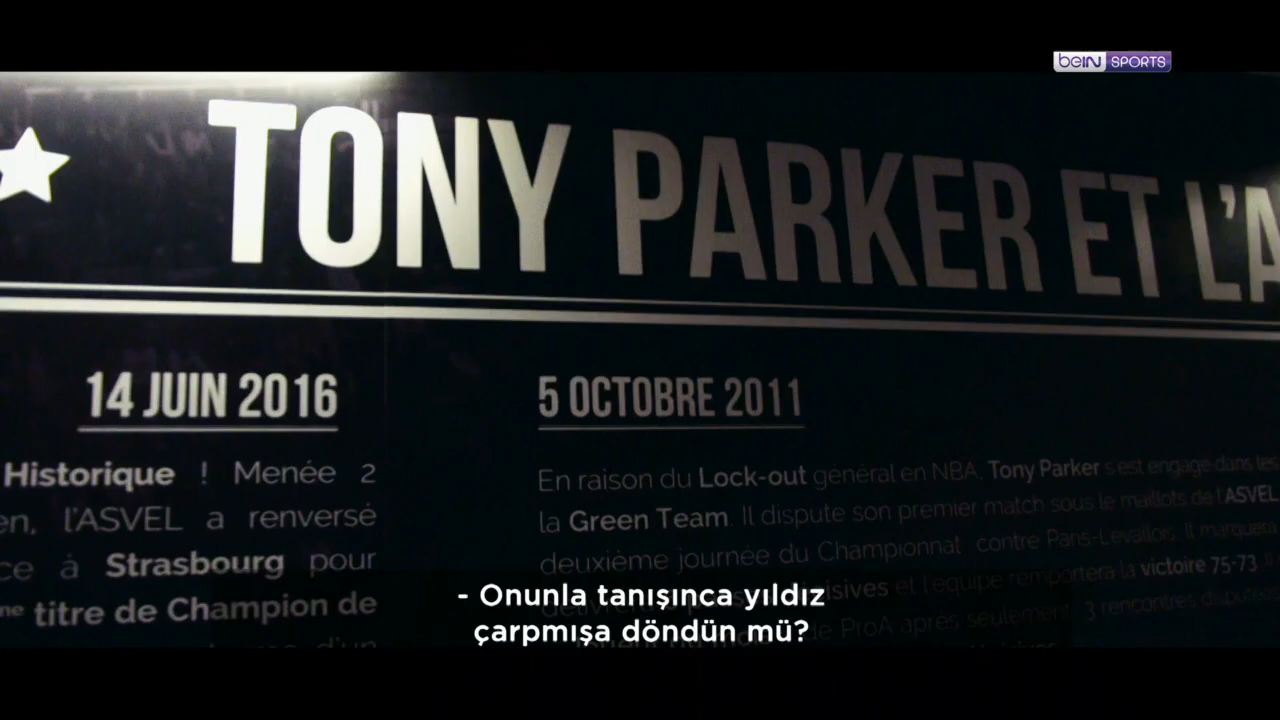 beIN SPORTS
TONY PARKER ET L'A
14 JUIN 2016
Historique ! Menée 2
en, l'ASVEL a renversé
ce à Strasbourg pour
ne titre de Champion de
d'un
5 OCTOBRE 2011
En raison du Lock-out général en NBA, Tony Parker s'est engagé dans
la Green Team. Il dispute son premier match sous le maillots de l'ASVEL
deuxième journée du Championnat contre Paris-Levallois. Il marquera
décisives et l'équipe remportera la victoire 75-73.
de ProA après seulement 3 rencontres disputées
- Onunla tanışınca yıldız
çarpmışa döndün mü?